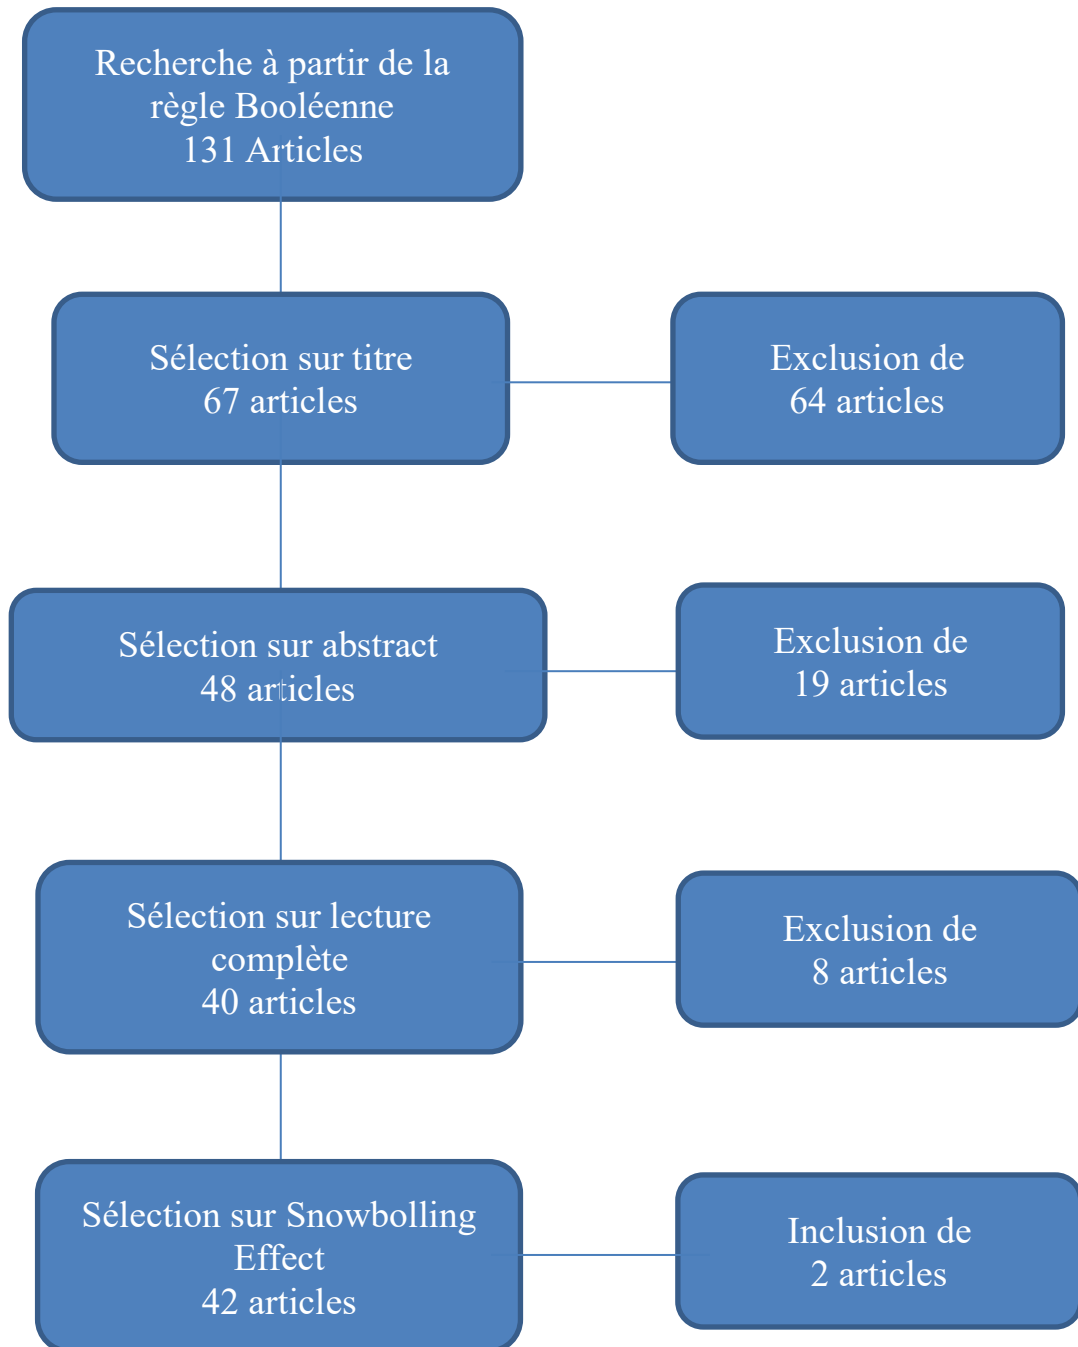 Recherche à partir de la
règle Booléenne
131 Articles
Sélection sur titre
67 articles
Exclusion de
64 articles
Sélection sur abstract
48 articles
Exclusion de
19 articles
Sélection sur lecture
complète
40 articles
Exclusion de
8 articles
Sélection sur Snowbolling
Effect
42 articles
Inclusion de
2 articles